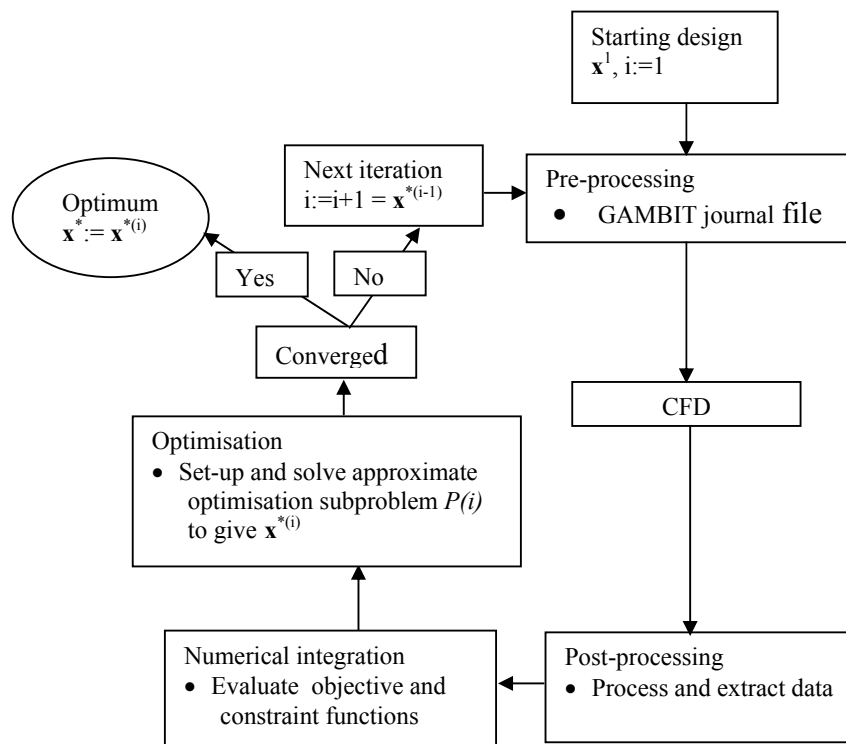 Starting design
x¹, i:=1
Next iteration
i:=i+1 = x*(i-1)
Pre-processing
• GAMBIT journal file
Optimum
x*:= x*(i)
Yes
No
Converged
CFD
Optimisation
• Set-up and solve approximate
optimisation subproblem P(i)
to give x*(i)
Numerical integration
• Evaluate objective and
constraint functions
Post-processing
• Process and extract data